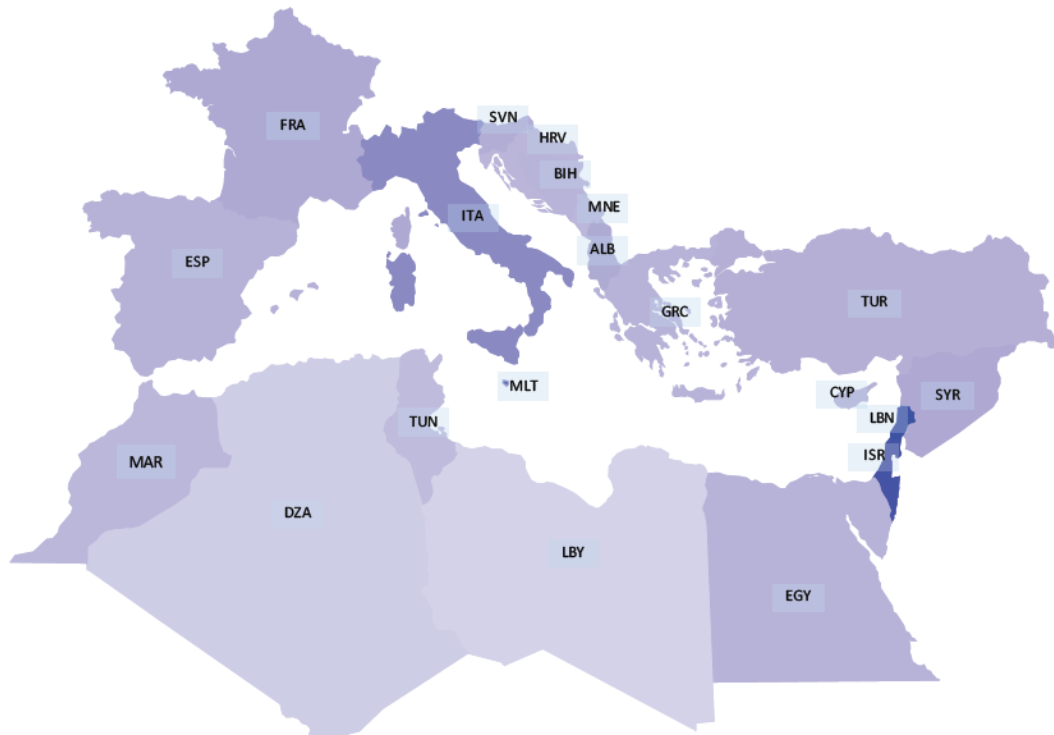 SVN
FRA
HRV
BIH
MNE
ITA
ALB
ESP
TUR
GRC
MLT
CYP
SYR
LBN
TUN
ISR
MAR
DZA
LBY
EGY